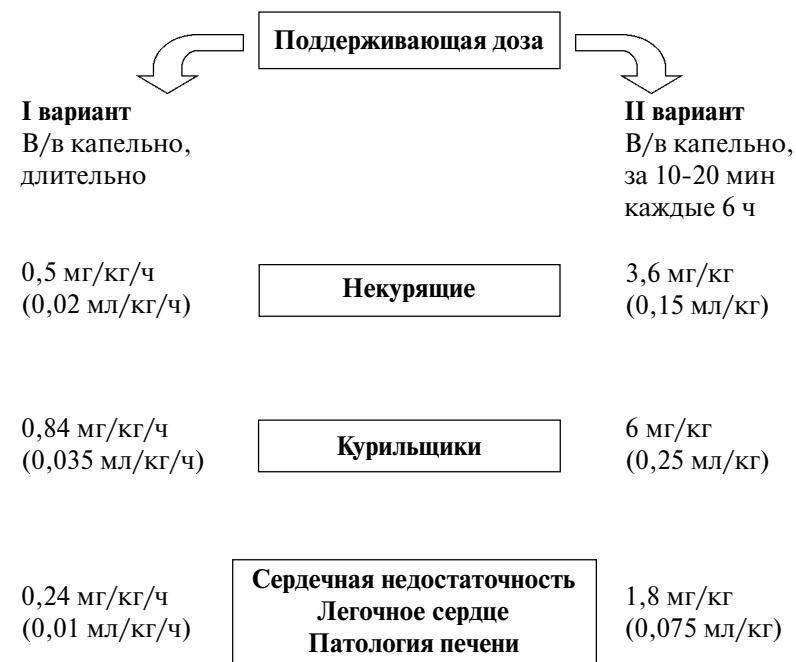 Поддерживающая доза
I вариант
В/в капельно,
длительно
II вариант
В/в капельно,
за 10-20 мин
каждые 6 ч
0,5 мг/кг/ч
(0,02 мл/кг/ч)
Некурящие
3,6 мг/кг
(0,15 мл/кг)
0,84 мг/кг/ч
(0,035 мл/кг/ч)
Курильщики
6 мг/кг
(0,25 мл/кг)
0,24 мг/кг/ч
(0,01 мл/кг/ч)
Сердечная недостаточность
Легочное сердце
Патология печени
1,8 мг/кг
(0,075 мл/кг)